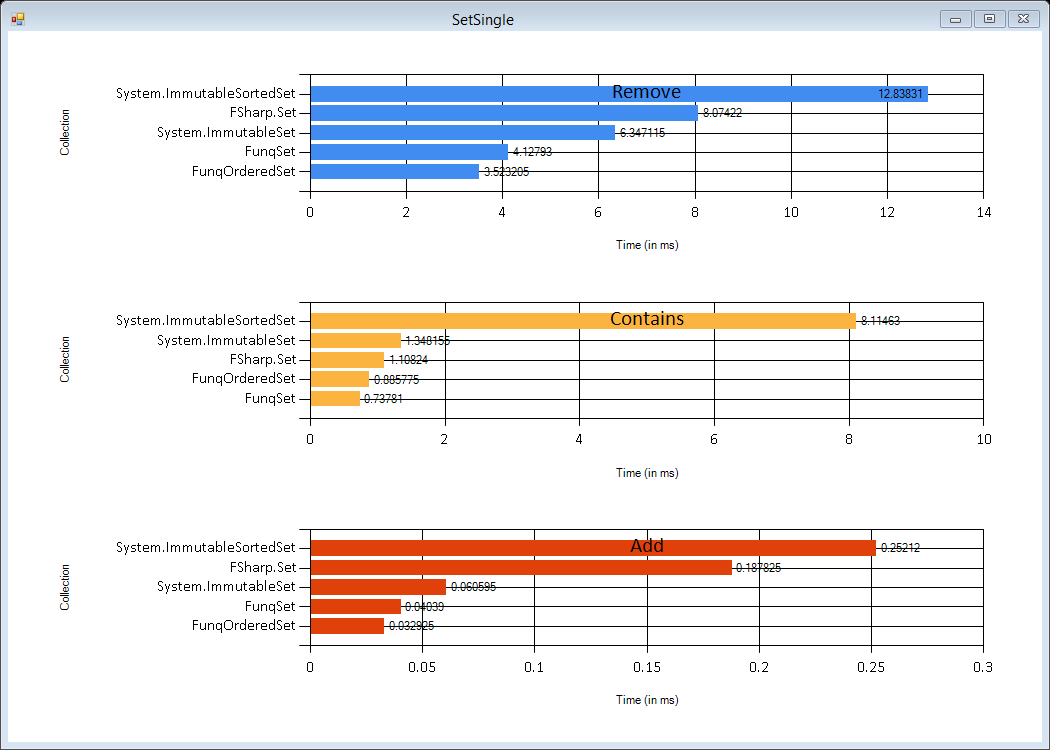 SetSingle
Remove
Collection
System.ImmutableSortedSet 12.83831
FSharp.Set 8.07422
System.ImmutableSet 6.347115
FunqSet 4.12793
FunqOrderedSet 3.523205
0 2 4 6 8 10 12 14
Time (in ms)
Contains
Collection
System.ImmutableSortedSet 8.11463
System.ImmutableSet 1.348155
FSharp.Set 1.10824
FunqOrderedSet 0.885775
FunqSet 0.73781
0 2 4 6 8 10
Time (in ms)
Add
Collection
System.ImmutableSortedSet 0.25212
FSharp.Set 0.187825
System.ImmutableSet 0.060595
FunqSet 0.04039
FunqOrderedSet 0.032925
0 0.05 0.1 0.15 0.2 0.25 0.3
Time (in ms)